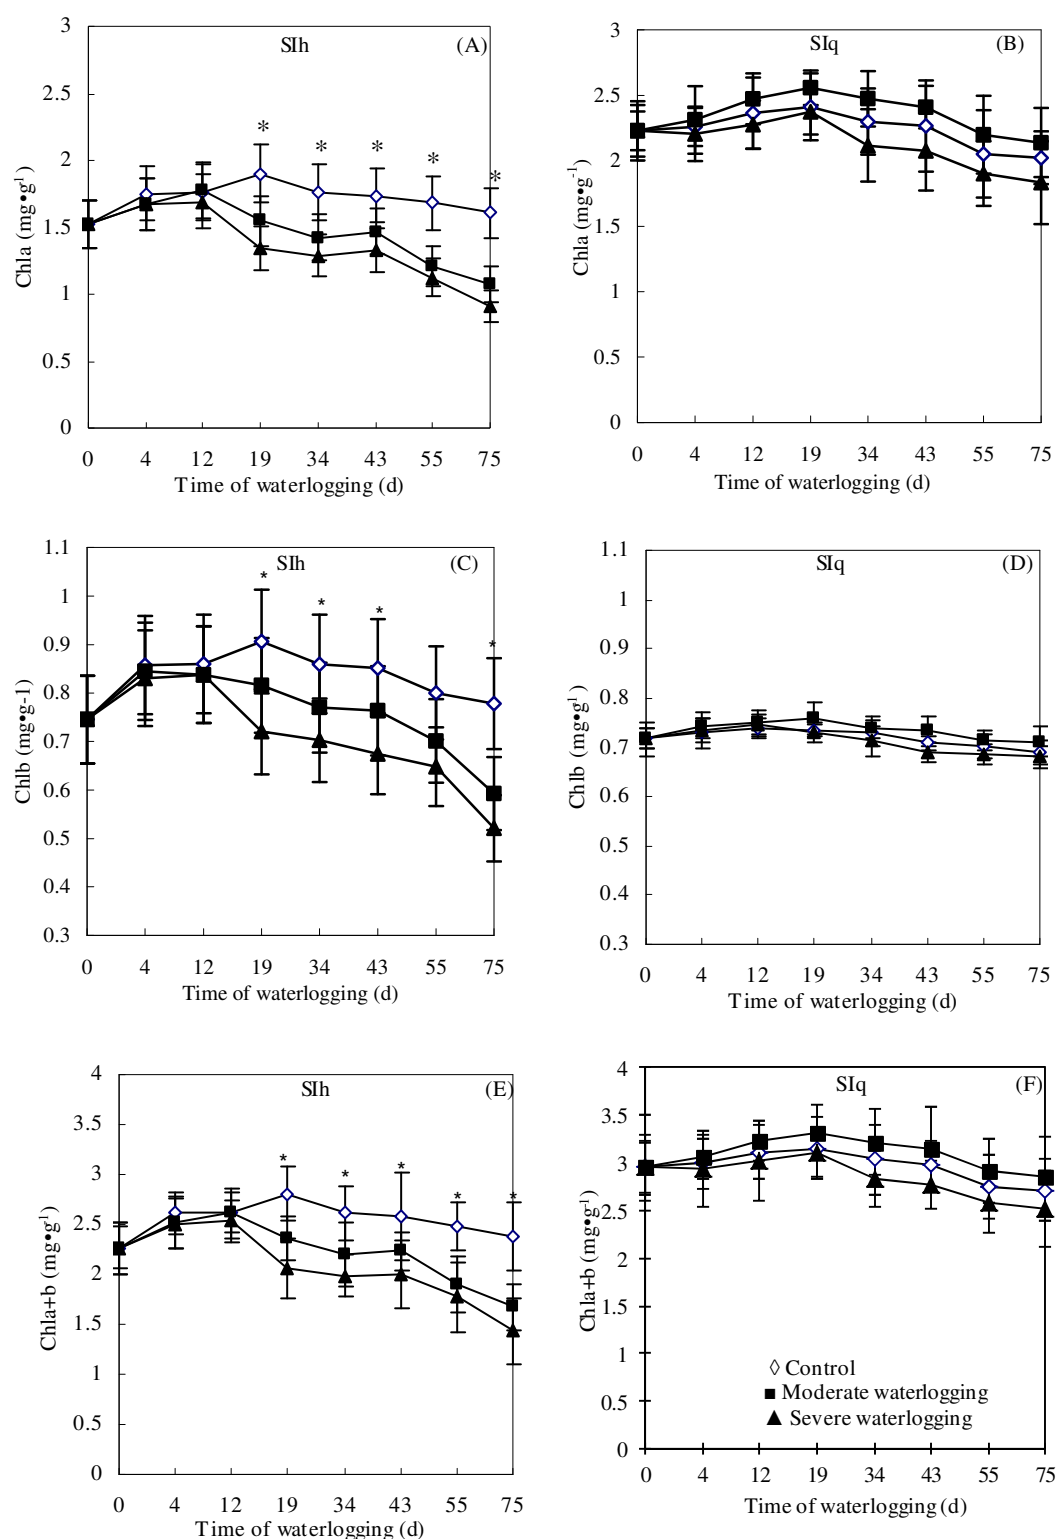 SIh (A)
3
2.5
2
1.5
1
0.5
0
Chla (mg•g¹)
* * * * *
0 4 12 19 34 43 55 75
Time of waterlogging (d)
SIq (B)
3
2.5
2
1.5
1
0.5
0
Chla (mg•g⁻¹)
0 4 12 19 34 43 55 75
Time of waterlogging (d)
SIh (C)
1.1
1
0.9
0.8
0.7
0.6
0.5
0.4
0.3
Chlb (mg•g-1)
* * * *
0 4 12 19 34 43 55 75
Time of waterlogging (d)
SIq (D)
1.1
1
0.9
0.8
0.7
0.6
0.5
0.4
0.3
Chlb (mg•g¹)
0 4 12 19 34 43 55 75
Time of waterlogging (d)
SIh (E)
4
3.5
3
2.5
2
1.5
1
0.5
0
Chla+b (mg•g¹)
* * * * *
0 4 12 19 34 43 55 75
Time of waterlogging (d)
SIq (F)
4
3.5
3
2.5
2
1.5
1
0.5
0
Chla+b (mg•g⁻¹)
◇ Control
■ Moderate waterlogging
▲ Severe waterlogging
0 4 12 19 34 43 55 75
Time of waterlogging (d)